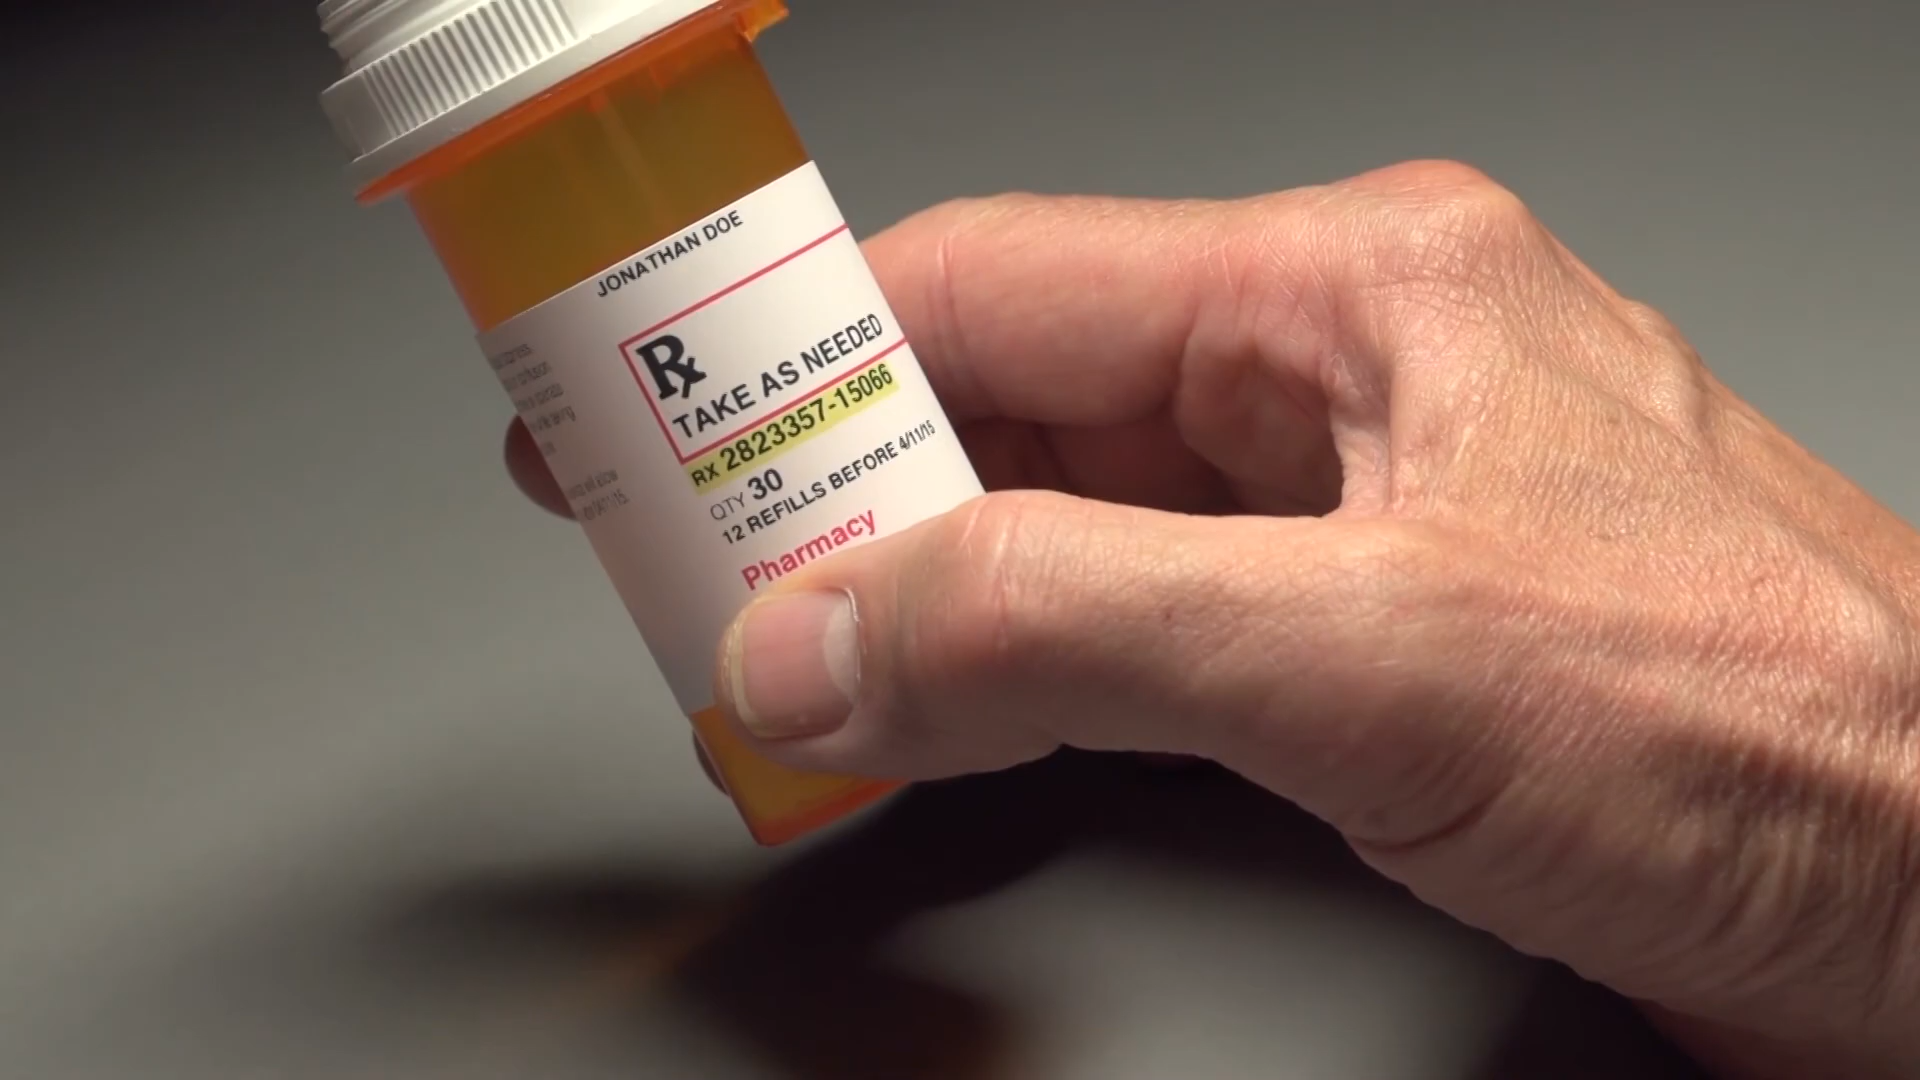 JONATHAN DOE
Rx
TAKE AS NEEDED
RX 2823357-15066
QTY 30
12 REFILLS BEFORE 4/11/15
Pharmacy